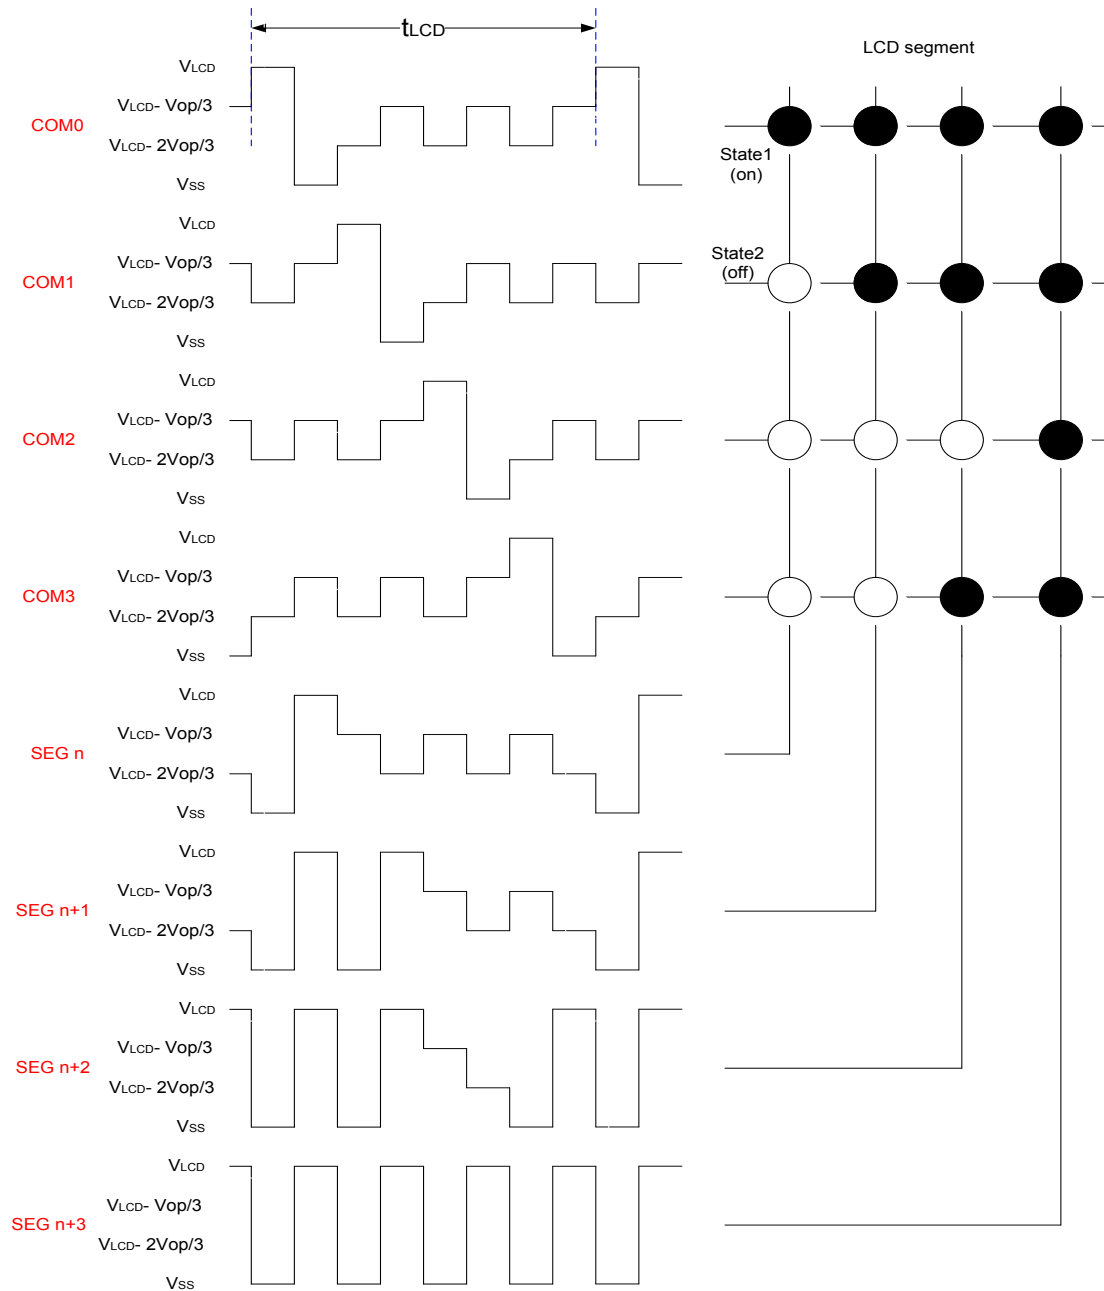 tLCD
LCD segment
VLCD
VLCD- Vop/3
COM0
VLCD- 2Vop/3
VSS
State1
(on)
VLCD
VLCD- Vop/3
COM1
VLCD- 2Vop/3
VSS
State2
(off)
VLCD
VLCD- Vop/3
COM2
VLCD- 2Vop/3
VSS
VLCD
VLCD- Vop/3
COM3
VLCD- 2Vop/3
VSS
VLCD
VLCD- Vop/3
SEG n
VLCD- 2Vop/3
VSS
VLCD
VLCD- Vop/3
SEG n+1
VLCD- 2Vop/3
VSS
VLCD
VLCD- Vop/3
SEG n+2
VLCD- 2Vop/3
VSS
VLCD
VLCD- Vop/3
SEG n+3
VLCD- 2Vop/3
VSS